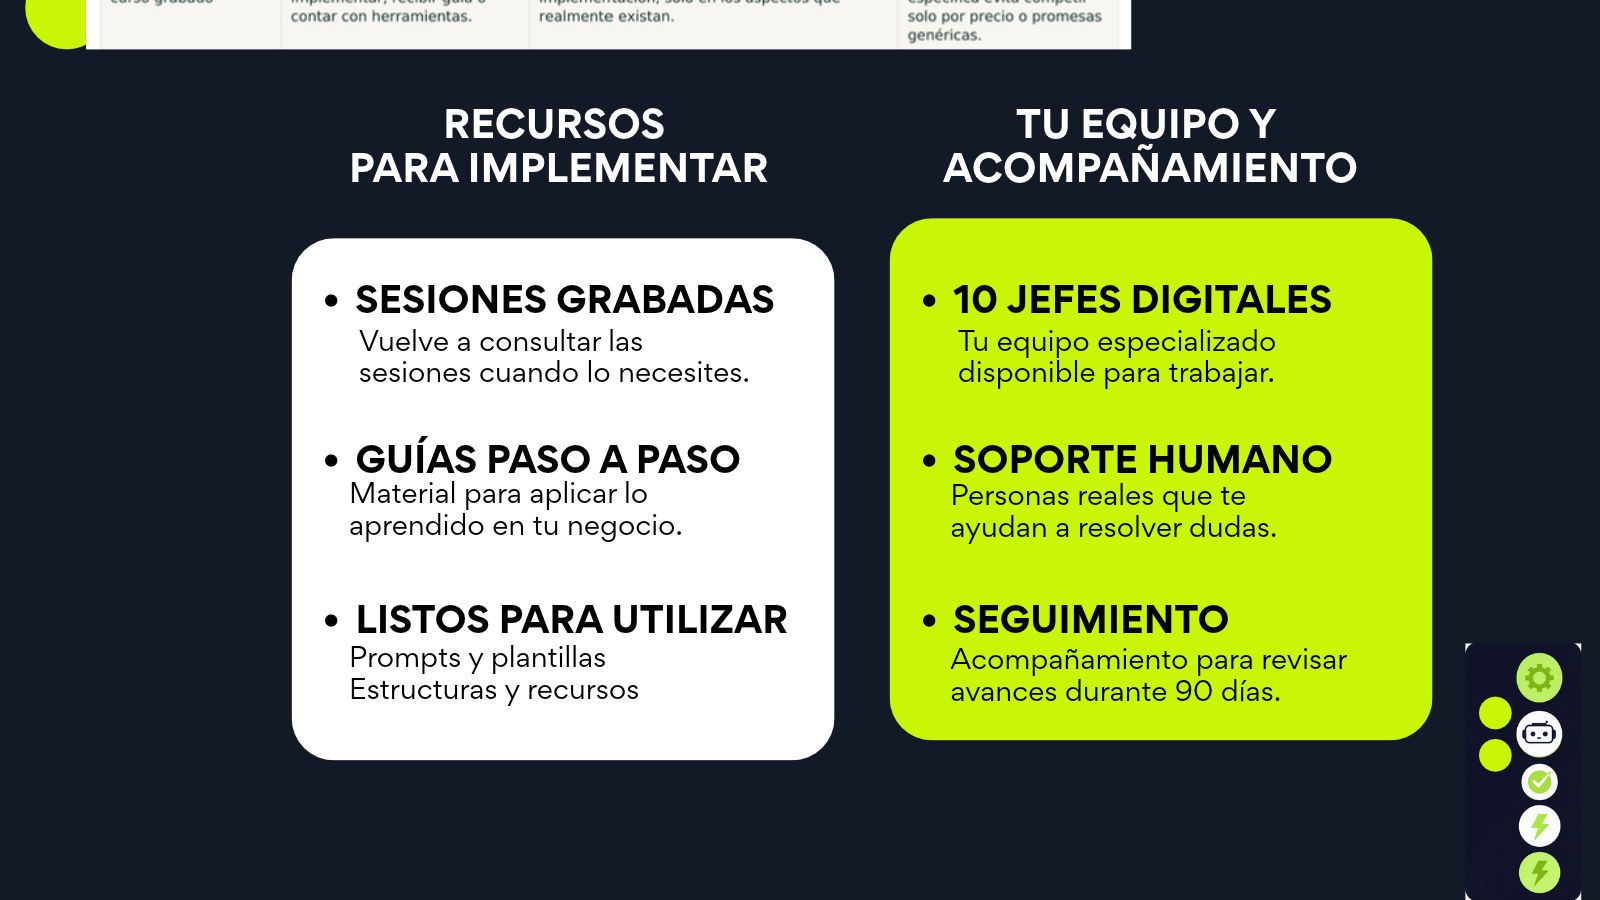 contar con herramientas.
realmente existan.
solo por precio o promesas
genéricas.
RECURSOS
PARA IMPLEMENTAR
SESIONES GRABADAS
Vuelve a consultar las
sesiones cuando lo necesites.
GUÍAS PASO A PASO
Material para aplicar lo
aprendido en tu negocio.
LISTOS PARA UTILIZAR
Prompts y plantillas
Estructuras y recursos
TU EQUIPO Y
ACOMPAÑAMIENTO
10 JEFES DIGITALES
Tu equipo especializado
disponible para trabajar.
SOPORTE HUMANO
Personas reales que te
ayudan a resolver dudas.
SEGUIMIENTO
Acompañamiento para revisar
avances durante 90 días.